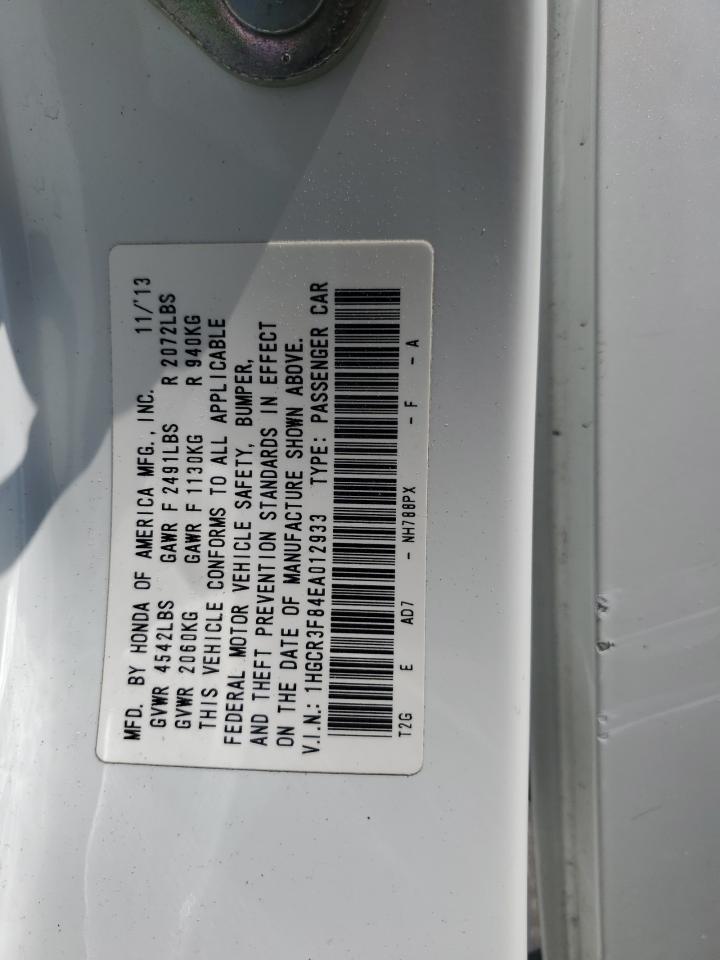 MFD. BY HONDA OF AMERICA MFG., INC. 11/'13
GVWR 4542LBS GAWR F 2491LBS R 2072LBS
GVWR 2060KG GAWR F 1130KG R 940KG
THIS VEHICLE CONFORMS TO ALL APPLICABLE
FEDERAL MOTOR VEHICLE SAFETY, BUMPER,
AND THEFT PREVENTION STANDARDS IN EFFECT
ON THE DATE OF MANUFACTURE SHOWN ABOVE.
V.I.N.: 1HGCR3F84EA012933 TYPE: PASSENGER CAR
T2G E AD7 - NH788PX - F - A